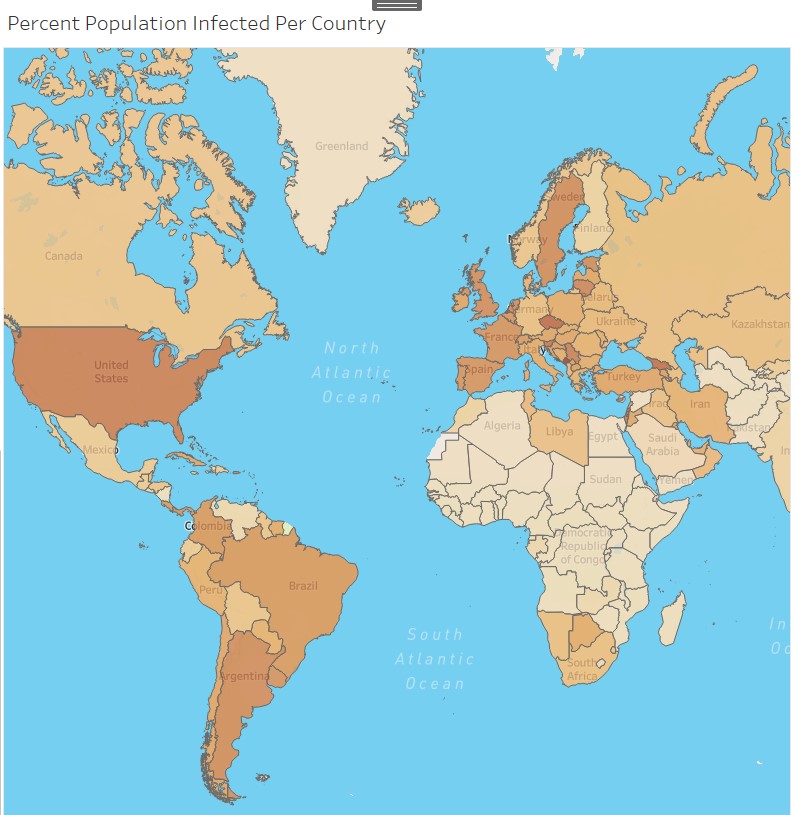 Percent Population Infected Per Country
Greenland
Sweden
Finland
Norway
Canada
Belarus
Germany
Ukraine
Kazakhstan
North
Atlantic
Ocean
France
Italy
United
States
Spain
Turkey
Iraq
Iran
Algeria
Libya
Egypt
Pakistan
Saudi
Arabia
In
Mexico
Sudan
Yemen
Colombia
Democratic
Republic
of Congo
Peru
Brazil
South
Atlantic
Ocean
In
Oc
South
Africa
Argentina